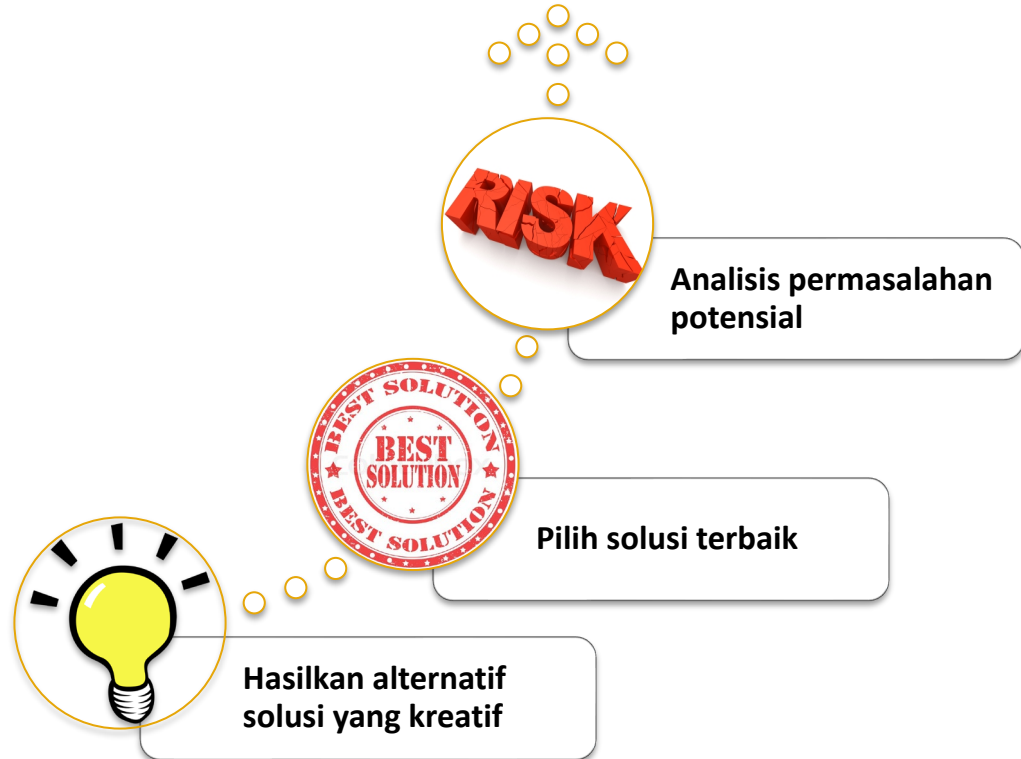 RISK
Analisis permasalahan
potensial
BEST SOLUTION
BEST
SOLUTION
BEST SOLUTION
Pilih solusi terbaik
Hasilkan alternatif
solusi yang kreatif